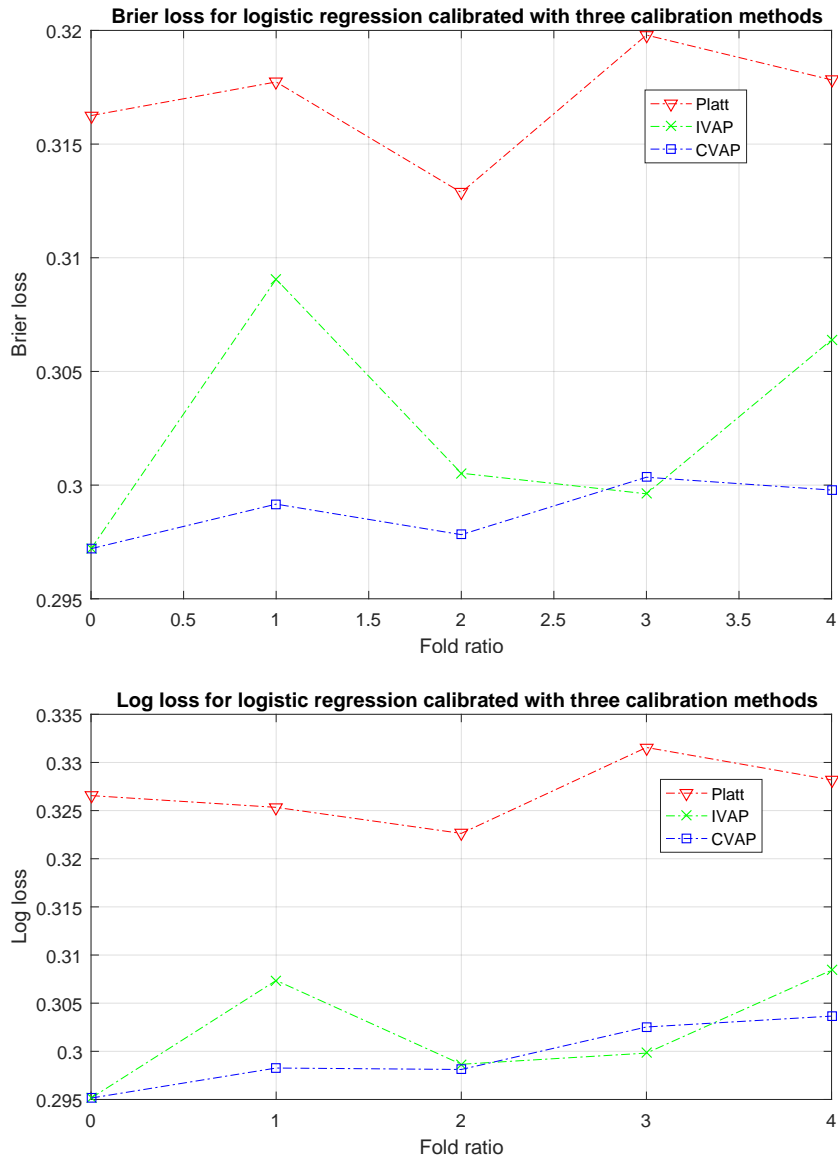 Brier loss for logistic regression calibrated with three calibration methods
0.32
0.315
0.31
0.305
0.3
0.295
Brier loss
Platt
IVAP
CVAP
0 0.5 1 1.5 2 2.5 3 3.5 4
Fold ratio
Log loss for logistic regression calibrated with three calibration methods
0.335
0.33
0.325
0.32
0.315
0.31
0.305
0.3
0.295
Log loss
Platt
IVAP
CVAP
0 1 2 3 4
Fold ratio